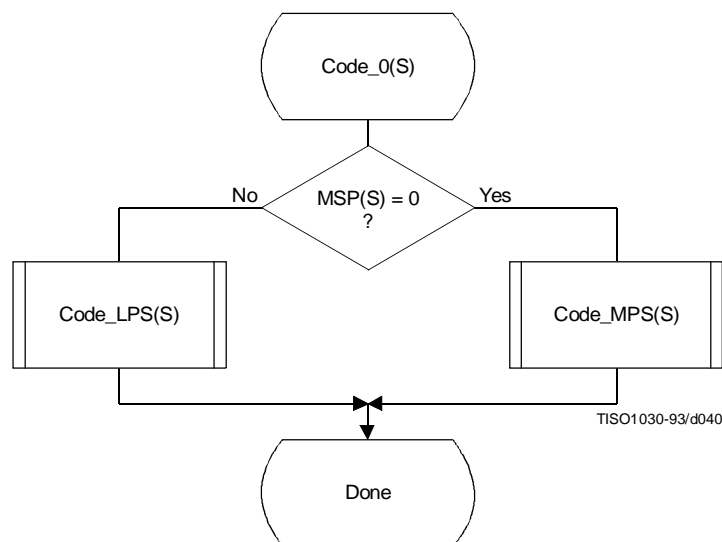 Code_0(S)
No
MSP(S) = 0
Yes
?
Code_LPS(S)
Code_MPS(S)
TISO1030-93/d040
Done